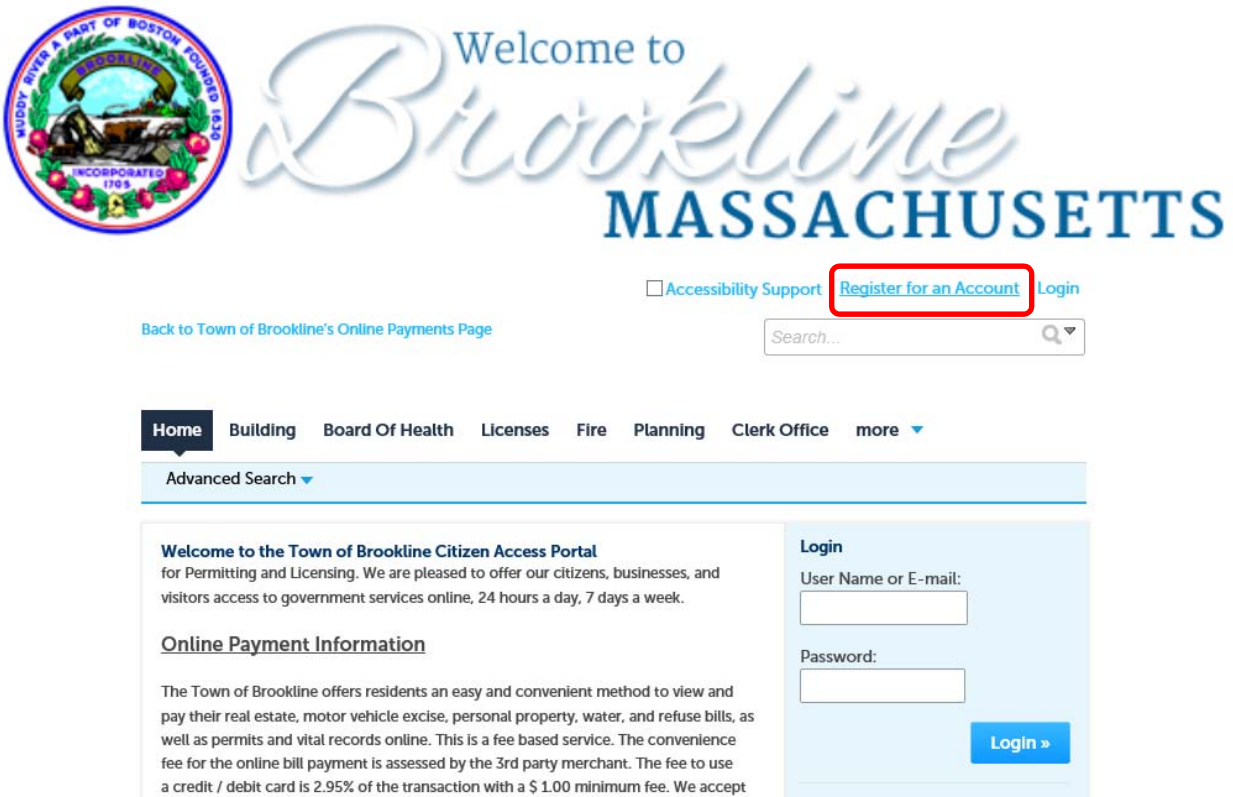 MUDDY RIVER A PART OF BOSTON FOUNDED 1630
BROOKLINE
INCORPORATED
1705
Welcome to
Brookline
MASSACHUSETTS
Accessibility Support Register for an Account Login
Back to Town of Brookline's Online Payments Page
Search...
Home Building Board Of Health Licenses Fire Planning Clerk Office more
Advanced Search
Welcome to the Town of Brookline Citizen Access Portal
for Permitting and Licensing. We are pleased to offer our citizens, businesses, and
visitors access to government services online, 24 hours a day, 7 days a week.
Online Payment Information
The Town of Brookline offers residents an easy and convenient method to view and
pay their real estate, motor vehicle excise, personal property, water, and refuse bills, as
well as permits and vital records online. This is a fee based service. The convenience
fee for the online bill payment is assessed by the 3rd party merchant. The fee to use
a credit / debit card is 2.95% of the transaction with a $ 1.00 minimum fee. We accept
Login
User Name or E-mail:
Password:
Login »